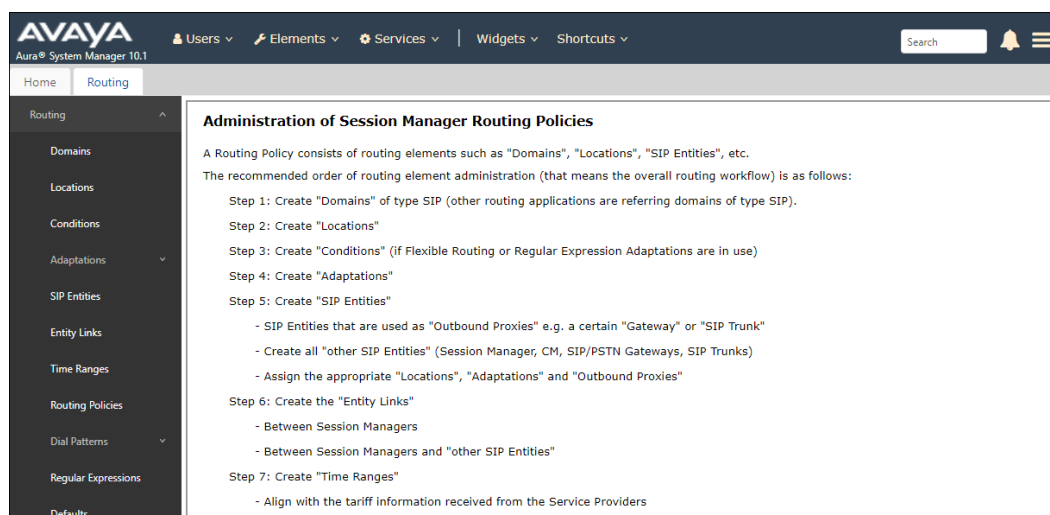 AVAYA
Aura® System Manager 10.1
Users
Elements
Services
Widgets
Shortcuts
Search
Home
Routing
Routing
Domains
Locations
Conditions
Adaptations
SIP Entities
Entity Links
Time Ranges
Routing Policies
Dial Patterns
Regular Expressions
Defaults
Administration of Session Manager Routing Policies
A Routing Policy consists of routing elements such as "Domains", "Locations", "SIP Entities", etc.
The recommended order of routing element administration (that means the overall routing workflow) is as follows:
Step 1: Create "Domains" of type SIP (other routing applications are referring domains of type SIP).
Step 2: Create "Locations"
Step 3: Create "Conditions" (if Flexible Routing or Regular Expression Adaptations are in use)
Step 4: Create "Adaptations"
Step 5: Create "SIP Entities"
- SIP Entities that are used as "Outbound Proxies" e.g. a certain "Gateway" or "SIP Trunk"
- Create all "other SIP Entities" (Session Manager, CM, SIP/PSTN Gateways, SIP Trunks)
- Assign the appropriate "Locations", "Adaptations" and "Outbound Proxies"
Step 6: Create the "Entity Links"
- Between Session Managers
- Between Session Managers and "other SIP Entities"
Step 7: Create "Time Ranges"
- Align with the tariff information received from the Service Providers